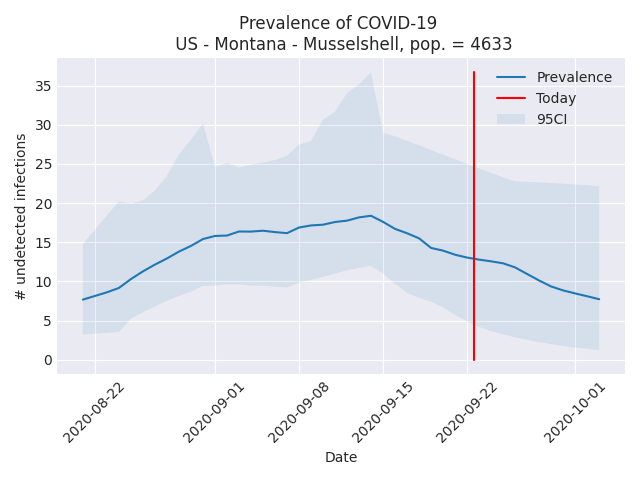 Prevalence of COVID-19
US - Montana - Musselshell, pop. = 4633
# undetected infections
35
30
25
20
15
10
5
0
Prevalence
Today
95CI
2020-08-22
2020-09-01
2020-09-08
2020-09-15
2020-09-22
2020-10-01
Date